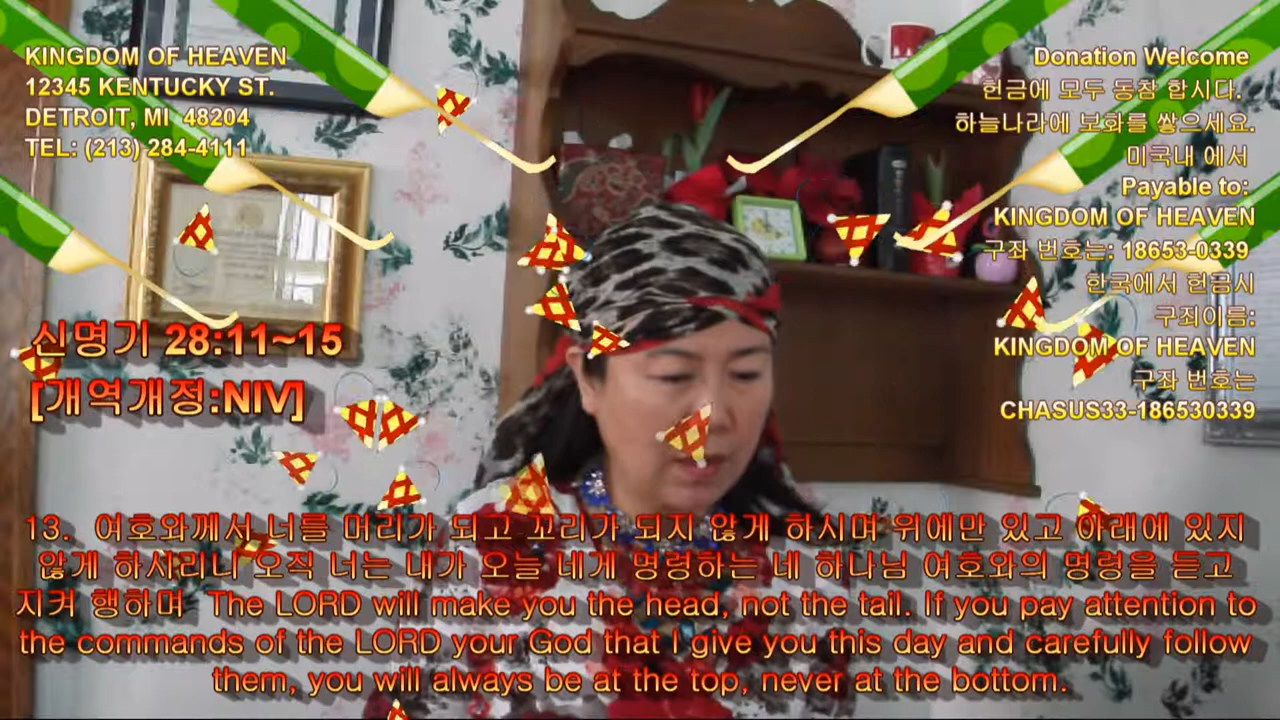 KINGDOM OF HEAVEN
12345 KENTUCKY ST.
DETROIT, MI 48204
TEL: (213) 284-4111
Donation Welcome
헌금에 모두 동참 합시다.
하늘나라에 보화를 쌓으세요.
미국내 에서
Payable to:
KINGDOM OF HEAVEN
구좌 번호는: 18653-0339
한국에서 헌금시
구좌이름:
KINGDOM OF HEAVEN
구좌 번호는
CHASUS33-186530339
신명기 28:11~15
[개역개정:NIV]
13. 여호와께서 너를 머리가 되고 꼬리가 되지 않게 하시며 위에만 있고 아래에 있지
않게 하시리니 오직 너는 내가 오늘 네게 명령하는 네 하나님 여호와의 명령을 듣고
지켜 행하며 The LORD will make you the head, not the tail. If you pay attention to
the commands of the LORD your God that I give you this day and carefully follow
them, you will always be at the top, never at the bottom.